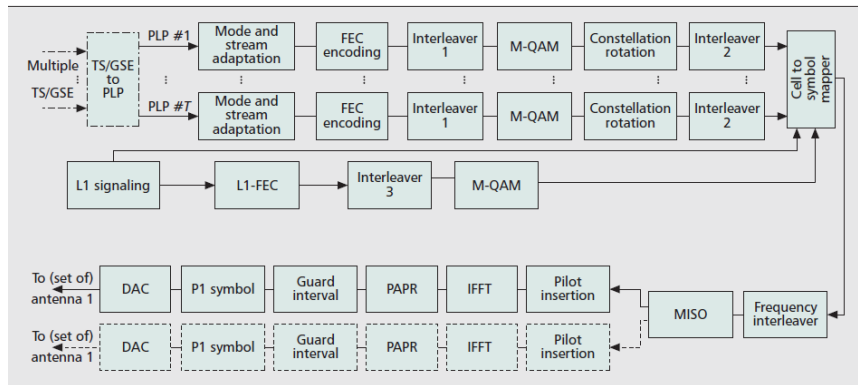 Multiple
TS/GSE
TS/GSE
to
PLP
PLP #1
Mode and
stream
adaptation
FEC
encoding
Interleaver
1
M-QAM
Constellation
rotation
Interleaver
2
Cell to
symbol
mapper
PLP #T
Mode and
stream
adaptation
FEC
encoding
Interleaver
1
M-QAM
Constellation
rotation
Interleaver
2
L1 signaling
L1-FEC
Interleaver
3
M-QAM
To (set of)
antenna 1
DAC
P1 symbol
Guard
interval
PAPR
IFFT
Pilot
insertion
MISO
Frequency
interleaver
To (set of)
antenna 1
DAC
P1 symbol
Guard
interval
PAPR
IFFT
Pilot
insertion